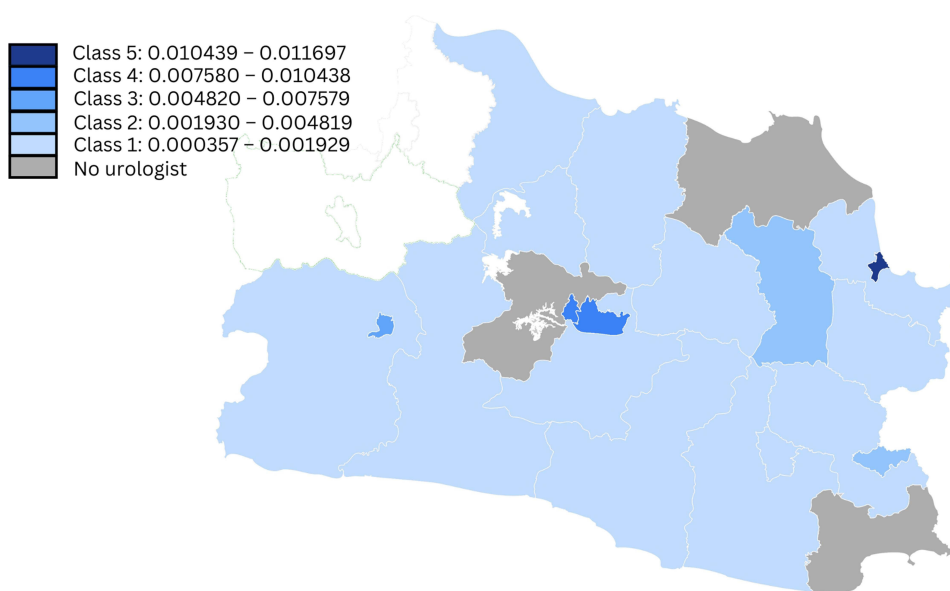 Class 5: 0.010439 – 0.011697
Class 4: 0.007580 – 0.010438
Class 3: 0.004820 – 0.007579
Class 2: 0.001930 – 0.004819
Class 1: 0.000357 – 0.001929
No urologist